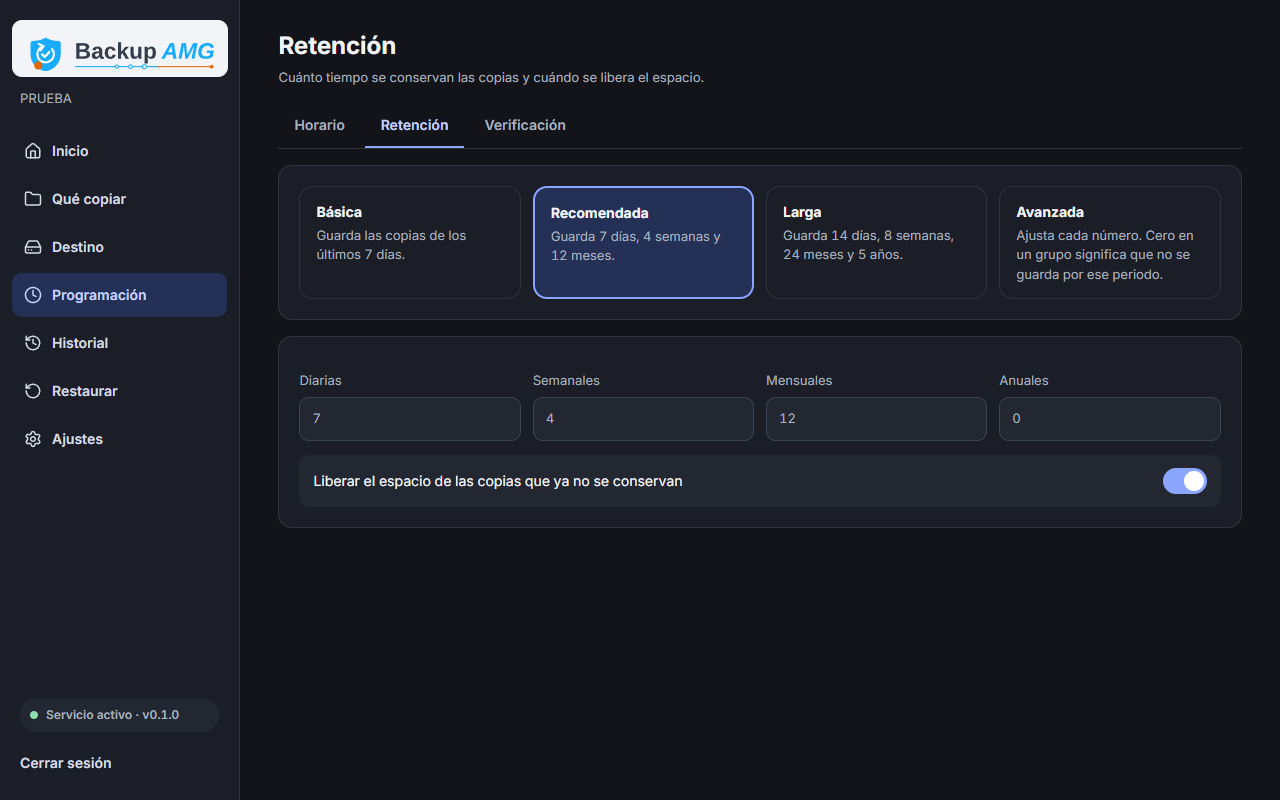 Backup AMG
PRUEBA
Inicio
Qué copiar
Destino
Programación
Historial
Restaurar
Ajustes
Servicio activo · v0.1.0
Cerrar sesión
Retención
Cuánto tiempo se conservan las copias y cuándo se libera el espacio.
Horario
Retención
Verificación
Básica
Guarda las copias de los
últimos 7 días.
Recomendada
Guarda 7 días, 4 semanas y
12 meses.
Larga
Guarda 14 días, 8 semanas,
24 meses y 5 años.
Avanzada
Ajusta cada número. Cero en
un grupo significa que no se
guarda por ese periodo.
Diarias
7
Semanales
4
Mensuales
12
Anuales
0
Liberar el espacio de las copias que ya no se conservan